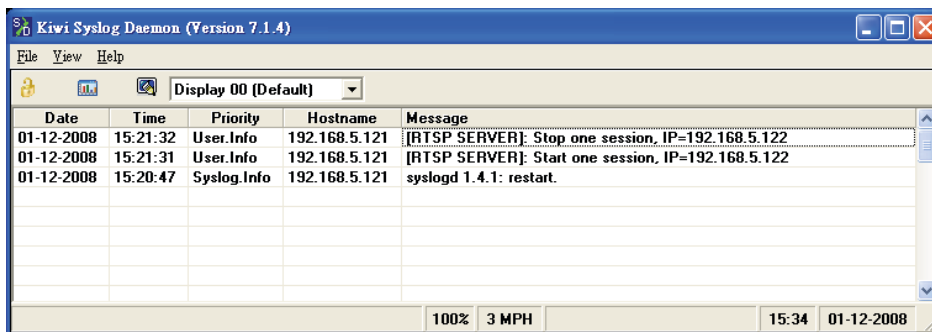 Kiwi Syslog Daemon (Version 7.1.4)
File View Help
Display 00 (Default)
Date Time Priority Hostname Message
01-12-2008 15:21:32 User.Info 192.168.5.121 [RTSP SERVER]: Stop one session, IP=192.168.5.122
01-12-2008 15:21:31 User.Info 192.168.5.121 [RTSP SERVER]: Start one session, IP=192.168.5.122
01-12-2008 15:20:47 Syslog.Info 192.168.5.121 syslogd 1.4.1: restart.
100% 3 MPH 15:34 01-12-2008